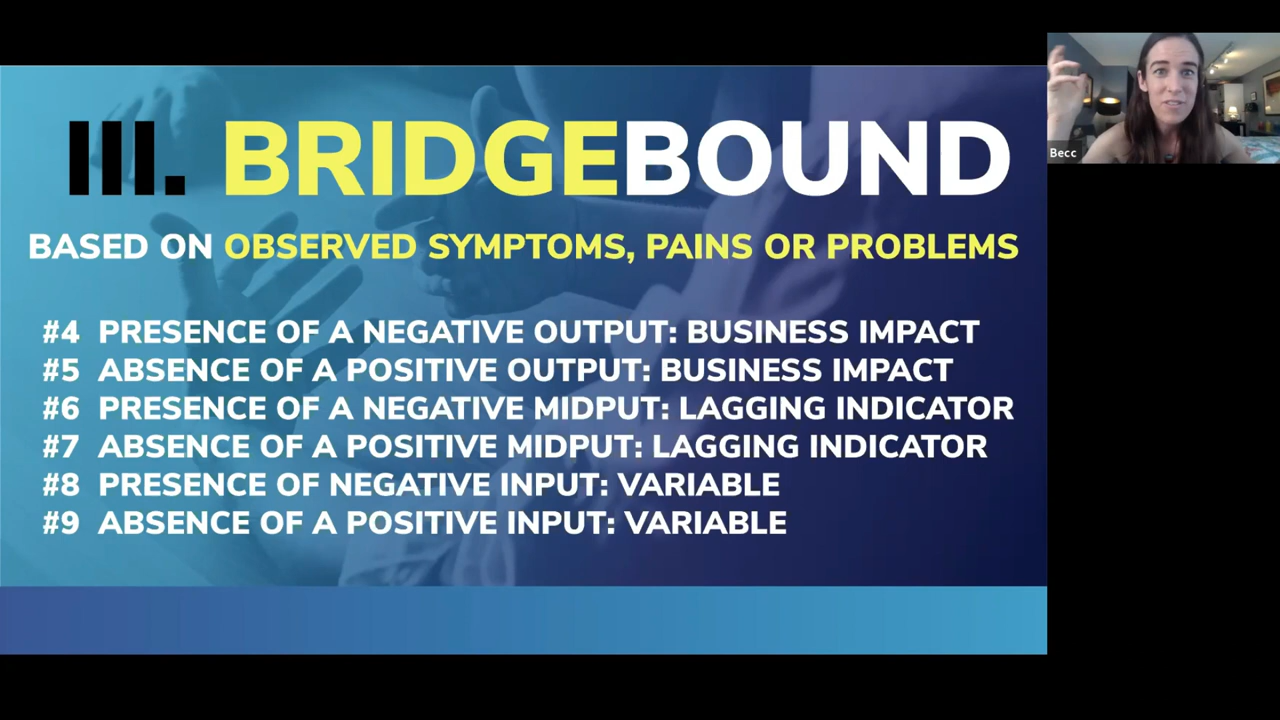 III. BRIDGEBOUND
BASED ON OBSERVED SYMPTOMS, PAINS OR PROBLEMS
#4 PRESENCE OF A NEGATIVE OUTPUT: BUSINESS IMPACT
#5 ABSENCE OF A POSITIVE OUTPUT: BUSINESS IMPACT
#6 PRESENCE OF A NEGATIVE MIDPUT: LAGGING INDICATOR
#7 ABSENCE OF A POSITIVE MIDPUT: LAGGING INDICATOR
#8 PRESENCE OF NEGATIVE INPUT: VARIABLE
#9 ABSENCE OF A POSITIVE INPUT: VARIABLE
Becc